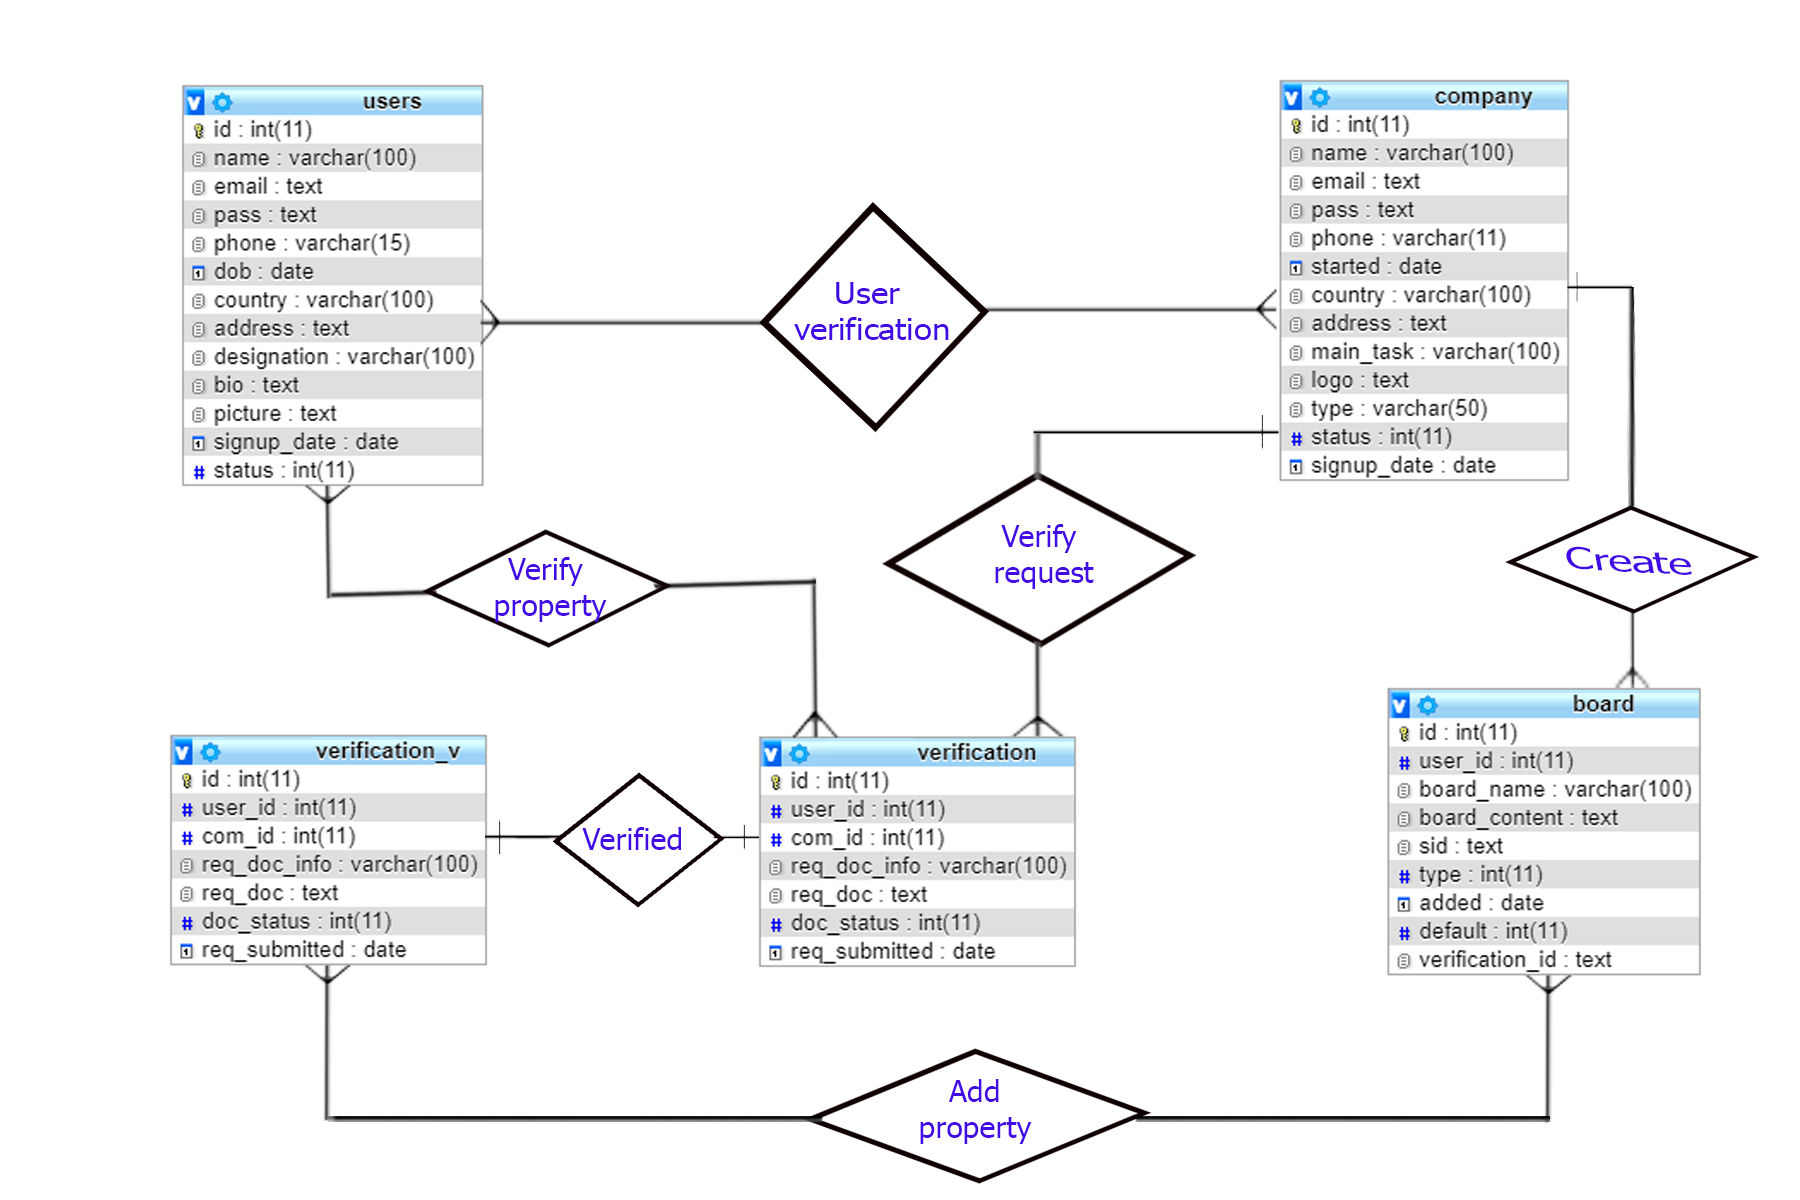 users
id : int(11)
name : varchar(100)
email : text
pass : text
phone : varchar(15)
dob : date
country : varchar(100)
address : text
designation : varchar(100)
bio : text
picture : text
signup_date : date
status : int(11)
User
verification
company
id : int(11)
name : varchar(100)
email : text
pass : text
phone : varchar(11)
started : date
country : varchar(100)
address : text
main_task : varchar(100)
logo : text
type : varchar(50)
status : int(11)
signup_date : date
Verify
property
Verify
request
Create
verification_v
id : int(11)
user_id : int(11)
com_id : int(11)
req_doc_info : varchar(100)
req_doc : text
doc_status : int(11)
req_submitted : date
Verified
verification
id : int(11)
user_id : int(11)
com_id : int(11)
req_doc_info : varchar(100)
req_doc : text
doc_status : int(11)
req_submitted : date
board
id : int(11)
user_id : int(11)
board_name : varchar(100)
board_content : text
sid : text
type : int(11)
added : date
default : int(11)
verification_id : text
Add
property